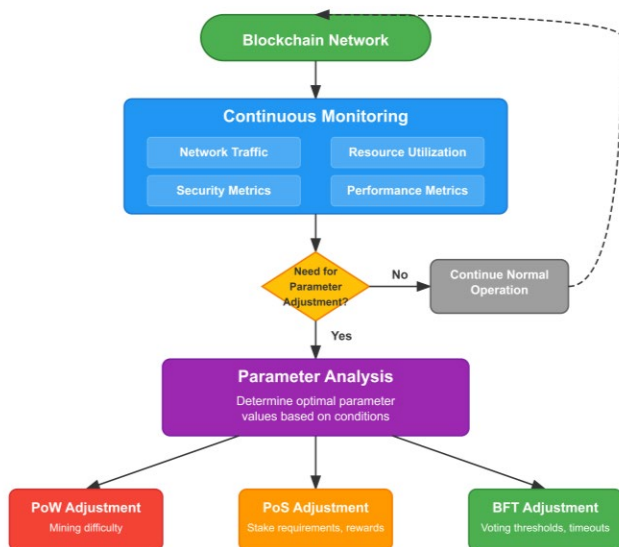 Blockchain Network
Continuous Monitoring
Network Traffic
Resource Utilization
Security Metrics
Performance Metrics
Need for
Parameter
Adjustment?
No
Continue Normal
Operation
Yes
Parameter Analysis
Determine optimal parameter
values based on conditions
PoW Adjustment
Mining difficulty
PoS Adjustment
Stake requirements, rewards
BFT Adjustment
Voting thresholds, timeouts